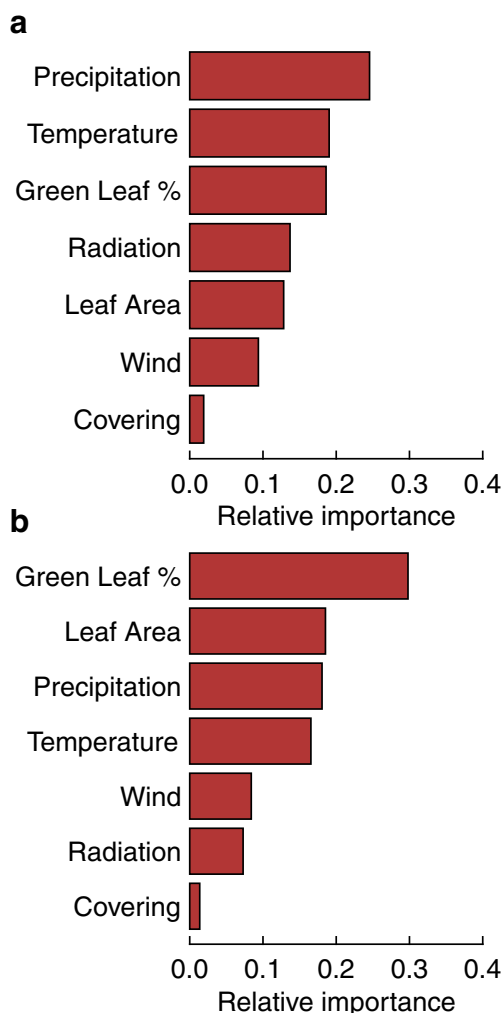 a
Precipitation
Temperature
Green Leaf %
Radiation
Leaf Area
Wind
Covering
0.0 0.1 0.2 0.3 0.4
Relative importance
b
Green Leaf %
Leaf Area
Precipitation
Temperature
Wind
Radiation
Covering
0.0 0.1 0.2 0.3 0.4
Relative importance